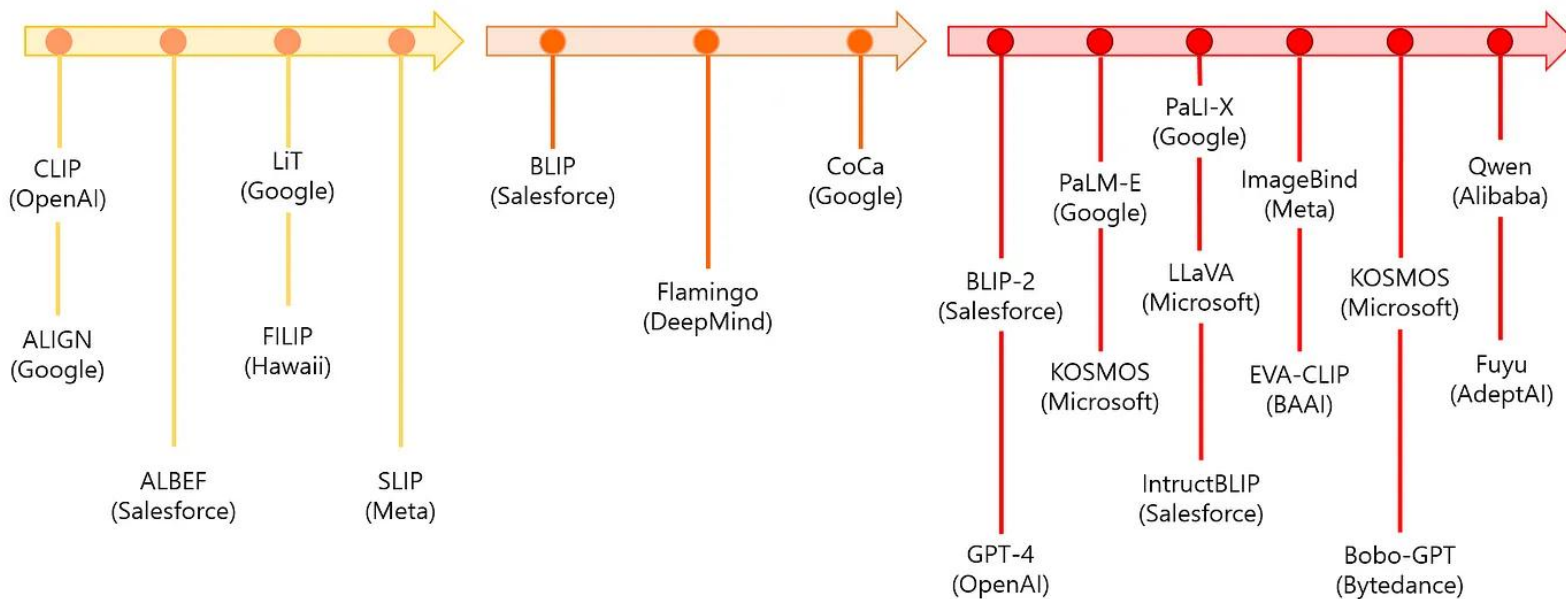 CLIP
(OpenAI)
ALIGN
(Google)
ALBEF
(Salesforce)
LiT
(Google)
FILIP
(Hawaii)
SLIP
(Meta)
BLIP
(Salesforce)
Flamingo
(DeepMind)
CoCa
(Google)
BLIP-2
(Salesforce)
GPT-4
(OpenAI)
PaLM-E
(Google)
KOSMOS
(Microsoft)
PaLI-X
(Google)
LLaVA
(Microsoft)
IntructBLIP
(Salesforce)
ImageBind
(Meta)
EVA-CLIP
(BAAI)
KOSMOS
(Microsoft)
Bobo-GPT
(Bytedance)
Qwen
(Alibaba)
Fuyu
(AdeptAI)